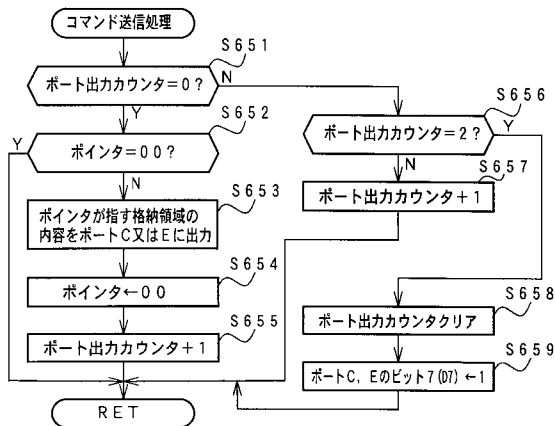 コマンド送信処理
S651
ポート出力カウンタ=0?
N
Y
S652
Y
ポインタ=00?
N
S653
ポインタが指す格納領域の
内容をポートC又はEに出力
S654
ポインタ←00
S655
ポート出力カウンタ+1
RET
S656
ポート出力カウンタ=2?
Y
N
S657
ポート出力カウンタ+1
S658
ポート出力カウンタクリア
S659
ポートC,Eのビット7(D7)←1